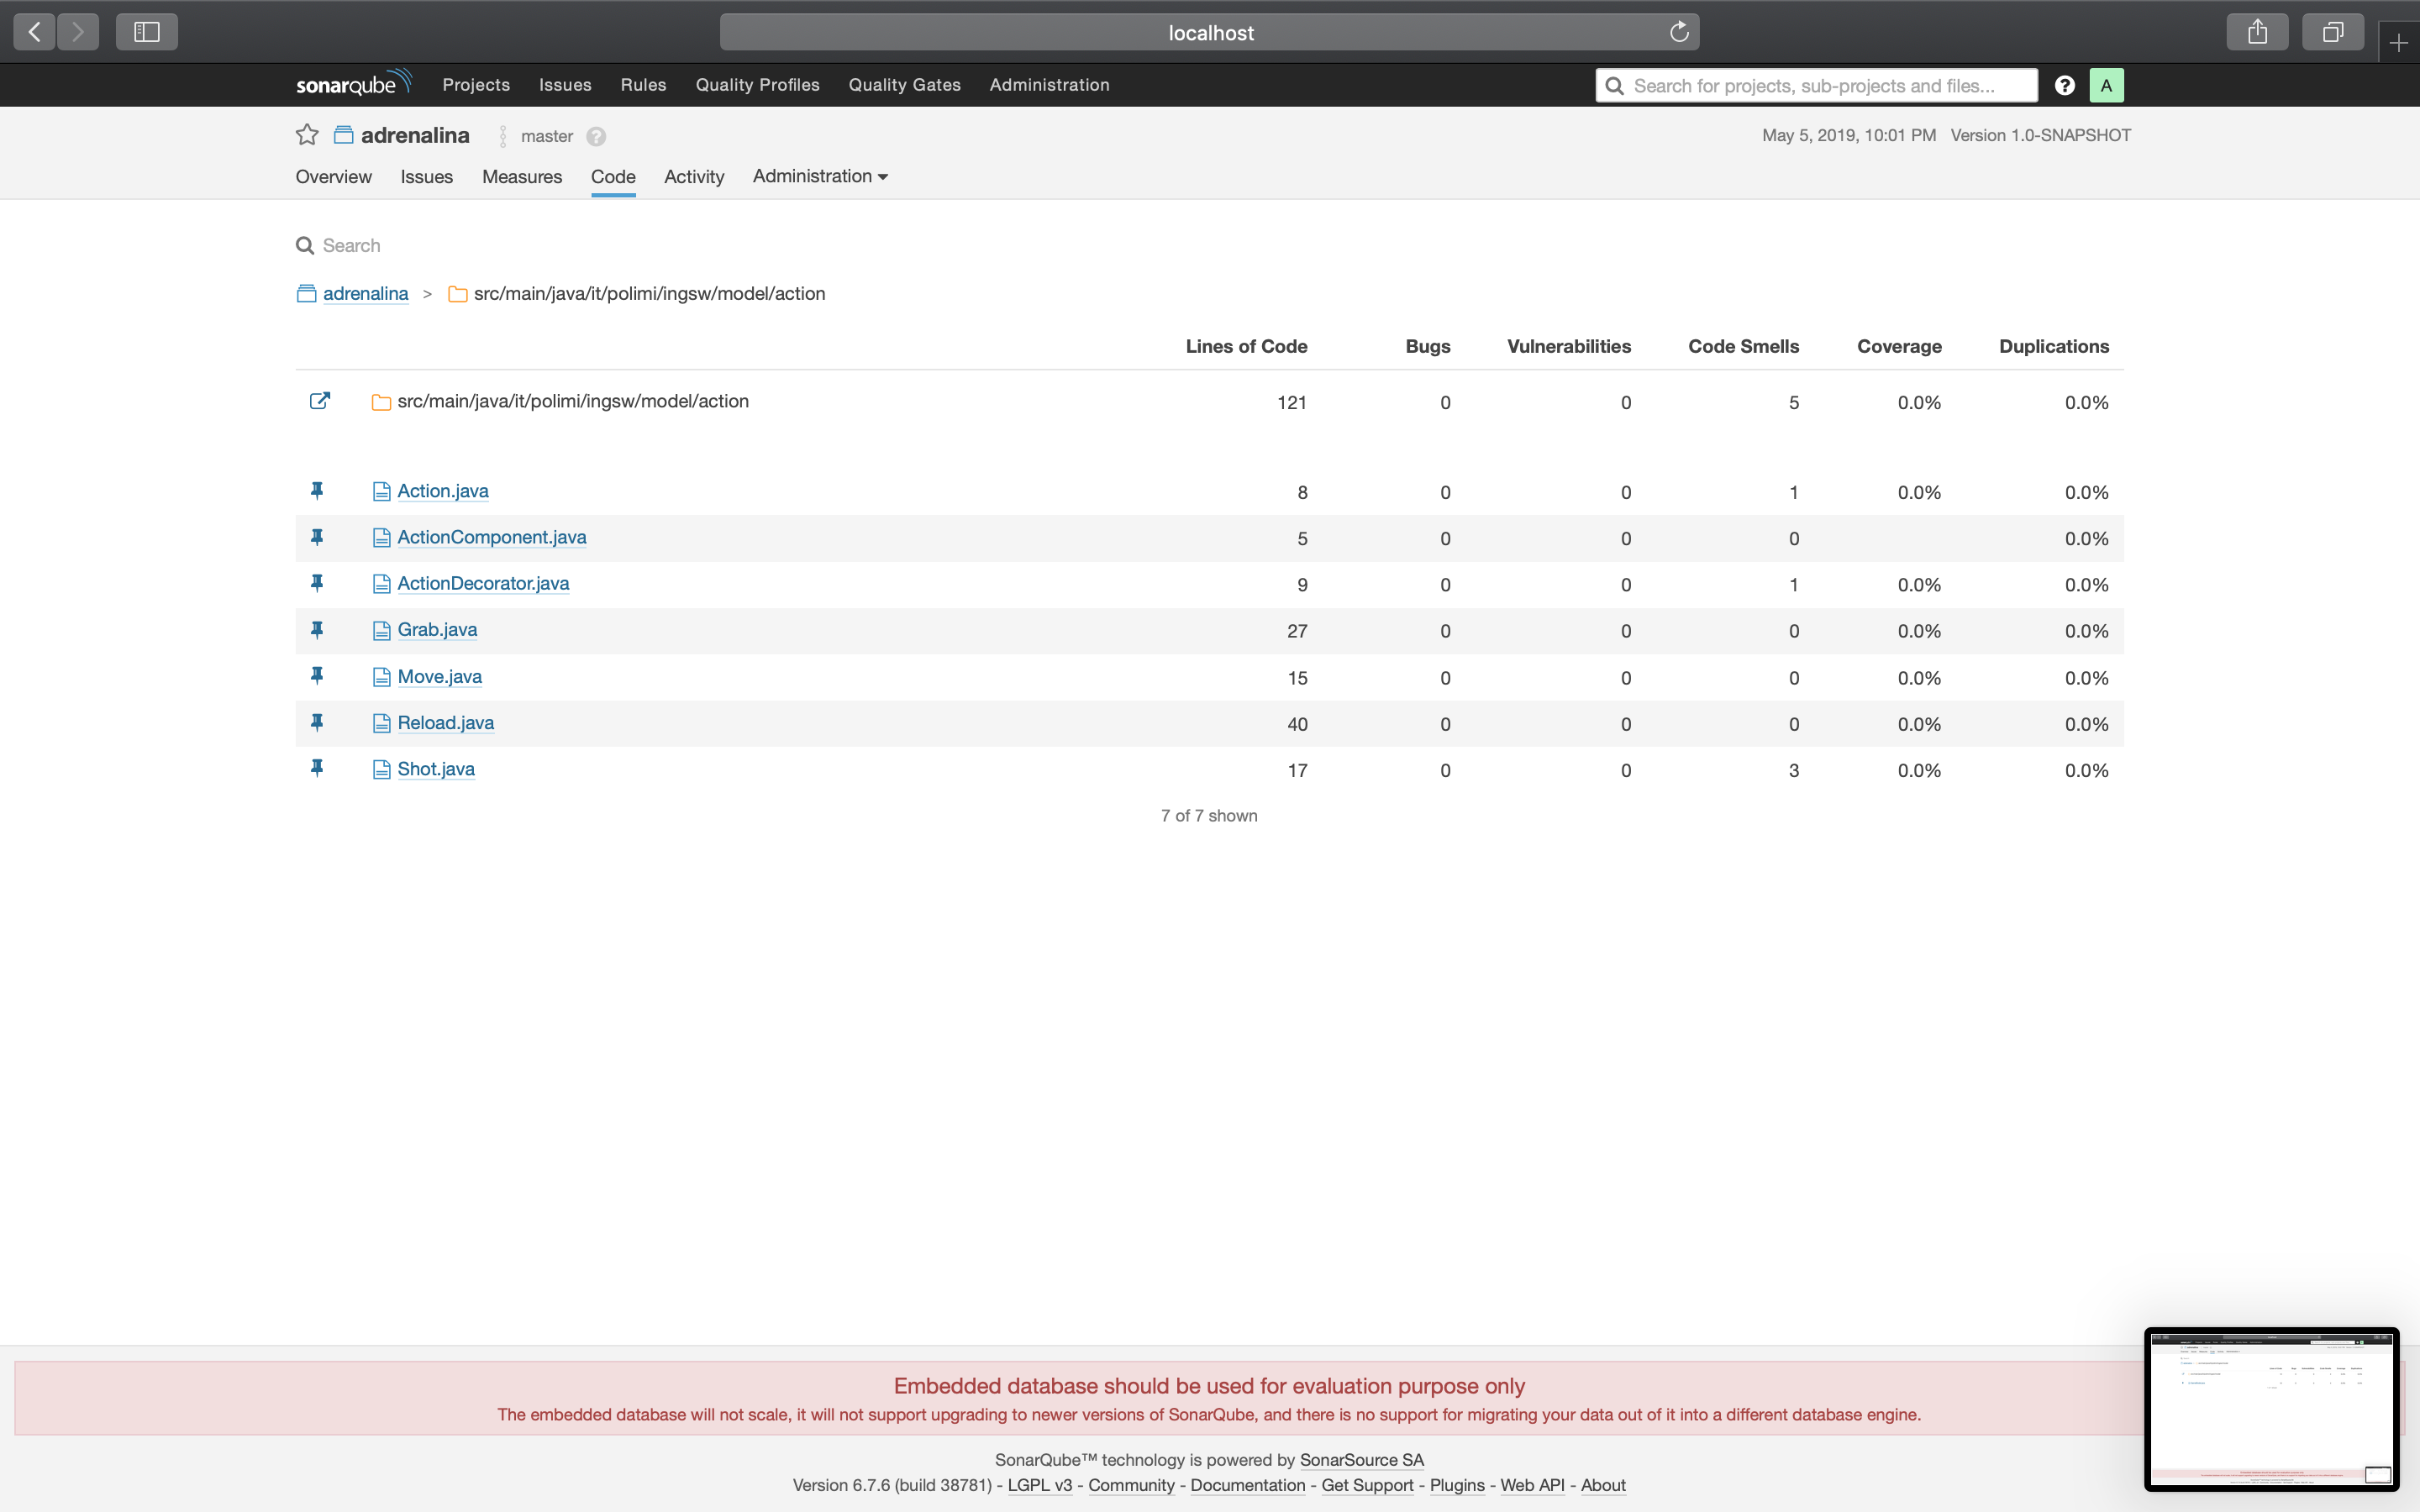 localhost
sonarqube Projects Issues Rules Quality Profiles Quality Gates Administration Search for projects, sub-projects and files... ? A
adrenalina master ? May 5, 2019, 10:01 PM Version 1.0-SNAPSHOT
Overview Issues Measures Code Activity Administration
Search
adrenalina > src/main/java/it/polimi/ingsw/model/action
Lines of Code Bugs Vulnerabilities Code Smells Coverage Duplications
src/main/java/it/polimi/ingsw/model/action 121 0 0 5 0.0% 0.0%
Action.java 8 0 0 1 0.0% 0.0%
ActionComponent.java 5 0 0 0 0.0%
ActionDecorator.java 9 0 0 1 0.0% 0.0%
Grab.java 27 0 0 0 0.0% 0.0%
Move.java 15 0 0 0 0.0% 0.0%
Reload.java 40 0 0 0 0.0% 0.0%
Shot.java 17 0 0 3 0.0% 0.0%
7 of 7 shown
Embedded database should be used for evaluation purpose only
The embedded database will not scale, it will not support upgrading to newer versions of SonarQube, and there is no support for migrating your data out of it into a different database engine.
SonarQube™ technology is powered by SonarSource SA
Version 6.7.6 (build 38781) - LGPL v3 - Community - Documentation - Get Support - Plugins - Web API - About